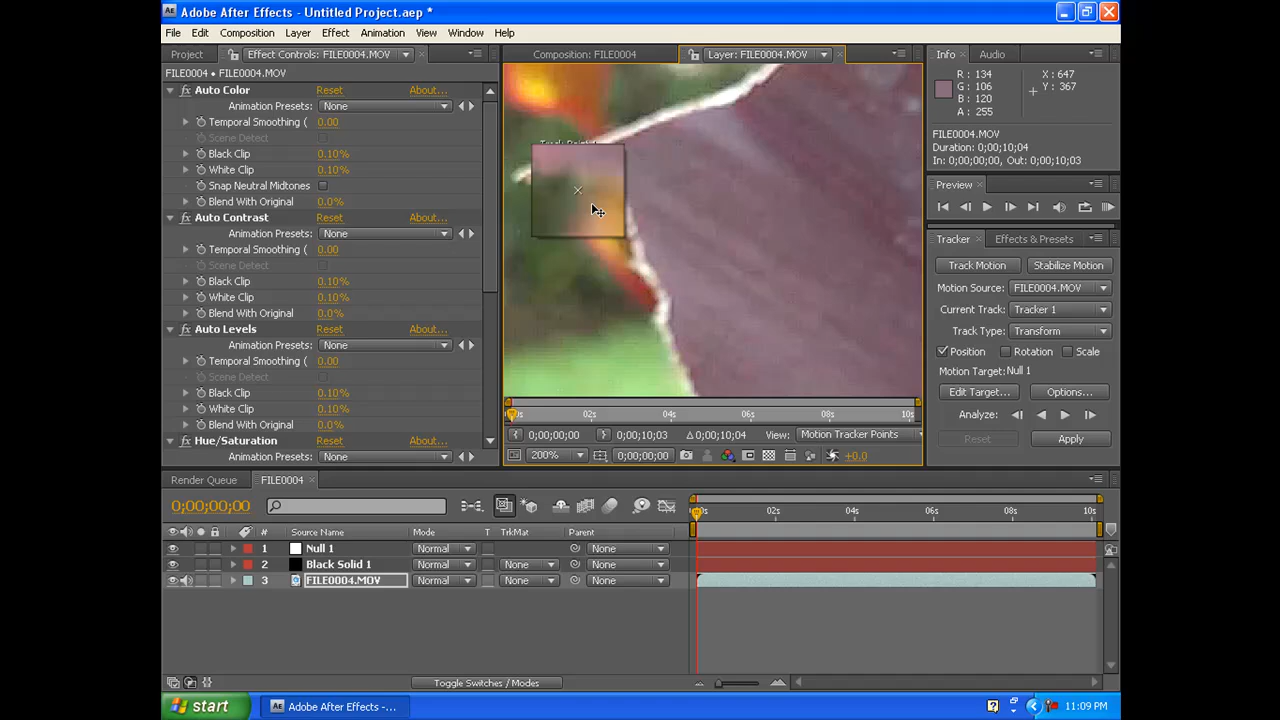 Adobe After Effects - Untitled Project.aep *
File Edit Composition Layer Effect Animation View Window Help
Project Effect Controls: FILE0004.MOV Composition: FILE0004 Layer: FILE0004.MOV Info Audio
FILE0004 • FILE0004.MOV
Auto Color Reset About...
Animation Presets: None
Temporal Smoothing ( 0.00
Scene Detect
Black Clip 0.10%
White Clip 0.10%
Snap Neutral Midtones
Blend With Original 0.0%
Auto Contrast Reset About...
Animation Presets: None
Temporal Smoothing ( 0.00
Scene Detect
Black Clip 0.10%
White Clip 0.10%
Blend With Original 0.0%
Auto Levels Reset About...
Animation Presets: None
Temporal Smoothing ( 0.00
Scene Detect
Black Clip 0.10%
White Clip 0.10%
Blend With Original 0.0%
Hue/Saturation Reset About...
Animation Presets: None
02s 04s 06s 08s 10s
0;00;00;00 0;00;10;03 Δ0;00;10;04 View: Motion Tracker Points
200% 0;00;00;00 +0.0
R : 134 X : 647
G : 106 Y : 367
B : 120
A : 255
FILE0004.MOV
Duration: 0;00;10;04
In: 0;00;00;00, Out: 0;00;10;03
Preview
Tracker Effects & Presets
Track Motion Stabilize Motion
Motion Source: FILE0004.MOV
Current Track: Tracker 1
Track Type: Transform
Position Rotation Scale
Motion Target: Null 1
Edit Target... Options...
Analyze:
Reset Apply
Render Queue FILE0004
0;00;00;00
# Source Name Mode T TrkMat Parent
02s 04s 06s 08s 10s
1 Null 1 Normal None
2 Black Solid 1 Normal None None
3 FILE0004.MOV Normal None None
Toggle Switches / Modes
start AE Adobe After Effects -... 11:09 PM